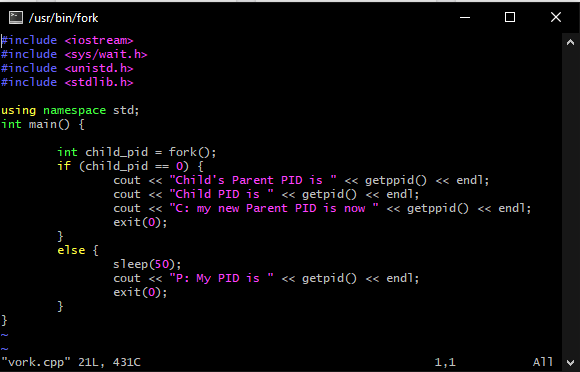 /usr/bin/fork
#include <iostream>
#include <sys/wait.h>
#include <unistd.h>
#include <stdlib.h>

using namespace std;
int main() {

        int child_pid = fork();
        if (child_pid == 0) {
                cout << "Child's Parent PID is " << getppid() << endl;
                cout << "Child PID is " << getpid() << endl;
                cout << "C: my new Parent PID is now " << getppid() << endl;
                exit(0);
        }
        else {
                sleep(50);
                cout << "P: My PID is " << getpid() << endl;
                exit(0);
        }
}
~
~
"vork.cpp" 21L, 431C 1,1 All